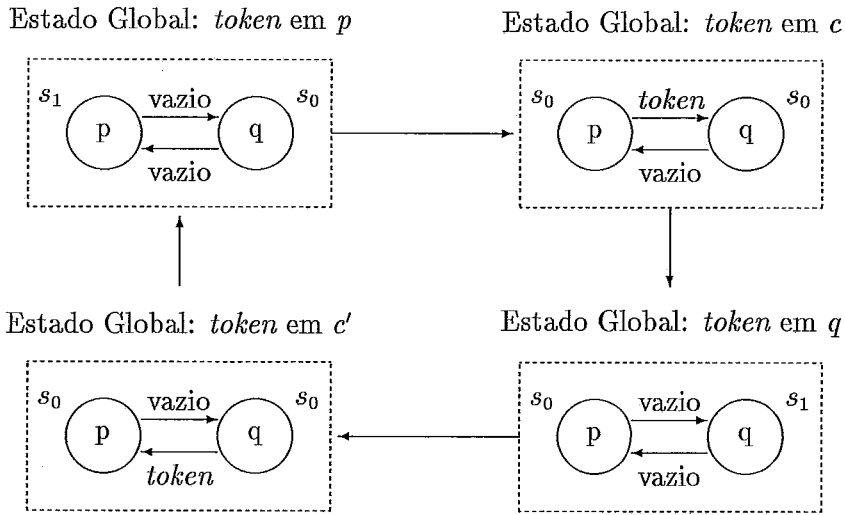 Estado Global: token em p
Estado Global: token em c
s₁ p vazio q s₀
vazio
s₀ p token q s₀
vazio
Estado Global: token em c′
Estado Global: token em q
s₀ p vazio q s₀
token
s₀ p vazio q s₁
vazio